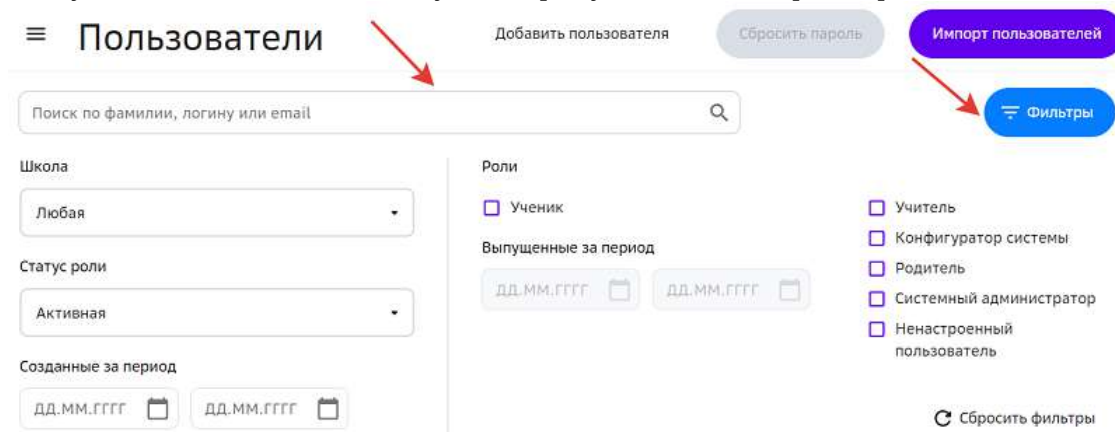 Пользователи
Добавить пользователя
Сбросить пароль
Импорт пользователей
Поиск по фамилии, логину или email
Фильтры
Школа
Любая
Статус роли
Активная
Созданные за период
дд.мм.гггг
дд.мм.гггг
Роли
Ученик
Выпущенные за период
дд.мм.гггг
дд.мм.гггг
Учитель
Конфигуратор системы
Родитель
Системный администратор
Ненастроенный
пользователь
Сбросить фильтры